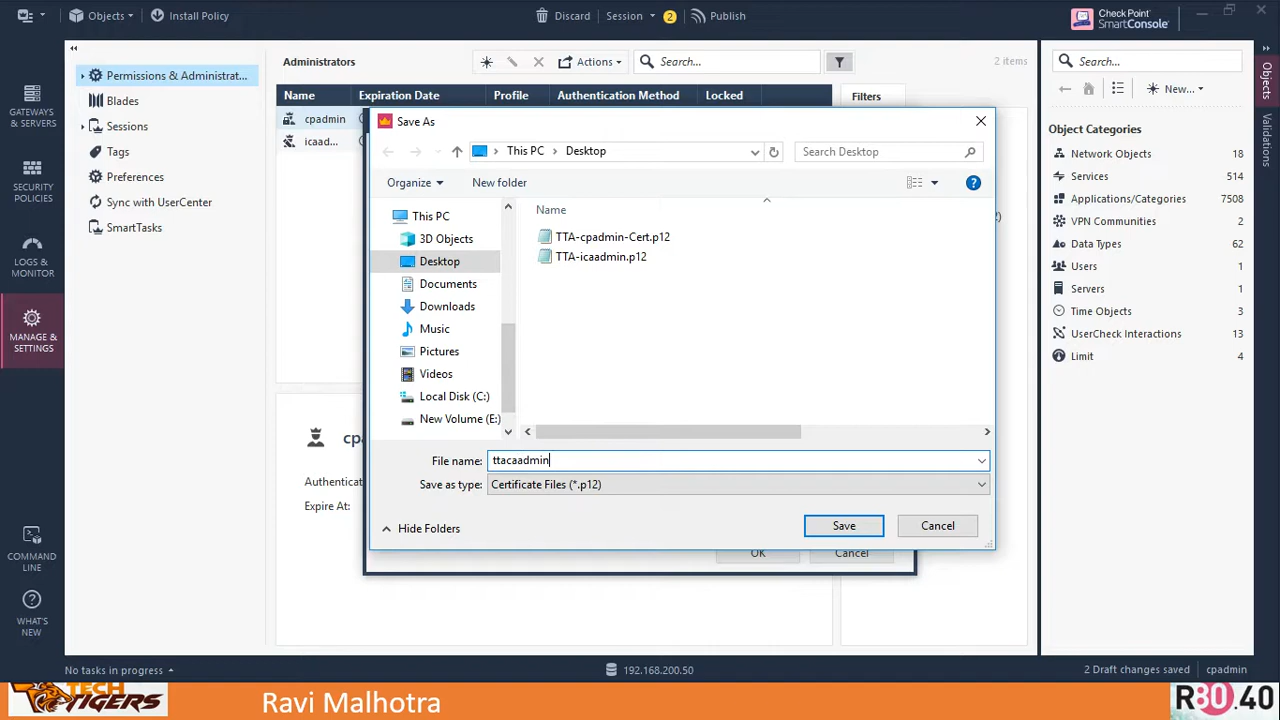 Objects
Install Policy
Discard
Session
2
Publish
Check Point
SmartConsole
GATEWAYS
& SERVERS
SECURITY
POLICIES
LOGS &
MONITOR
MANAGE &
SETTINGS
COMMAND
LINE
WHAT'S
NEW
Permissions & Administrat...
Blades
Sessions
Tags
Preferences
Sync with UserCenter
SmartTasks
Administrators
Actions
Search...
2 items
Name
Expiration Date
Profile
Authentication Method
Locked
Filters
cpadmin
icaad...
Save As
This PC
Desktop
Search Desktop
Organize
New folder
This PC
3D Objects
Desktop
Documents
Downloads
Music
Pictures
Videos
Local Disk (C:)
New Volume (E:)
Name
TTA-cpadmin-Cert.p12
TTA-icaadmin.p12
File name:
ttacaadmin
Save as type:
Certificate Files (*.p12)
Hide Folders
Save
Cancel
OK
Cancel
cpa
Authenticat
Expire At:
Search...
New...
Object Categories
Network Objects 18
Services 514
Applications/Categories 7508
VPN Communities 2
Data Types 62
Users 1
Servers 1
Time Objects 3
UserCheck Interactions 13
Limit 4
Objects
Validations
No tasks in progress
192.168.200.50
2 Draft changes saved
cpadmin
TECH
TIGERS
Ravi Malhotra
R80.40